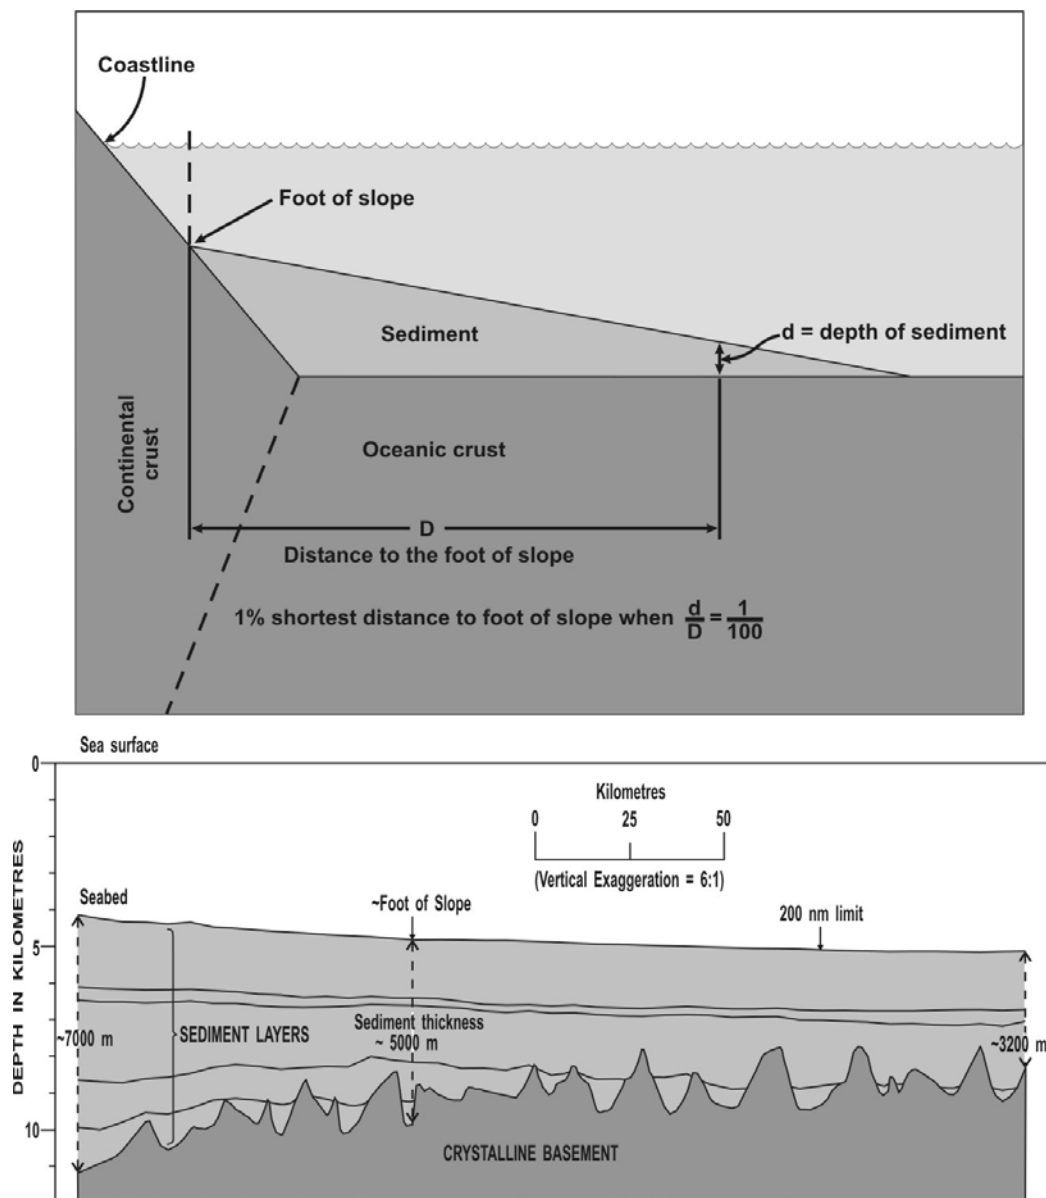 Coastline
Foot of slope
Sediment
d = depth of sediment
Continental
crust
Oceanic crust
D
Distance to the foot of slope
1% shortest distance to foot of slope when d/D = 1/100
Sea surface
0
Kilometres
0 25 50
(Vertical Exaggeration = 6:1)
DEPTH IN KILOMETRES
Seabed
~Foot of Slope
200 nm limit
5
~7000 m
SEDIMENT LAYERS
Sediment thickness
~ 5000 m
~3200 m
10
CRYSTALLINE BASEMENT